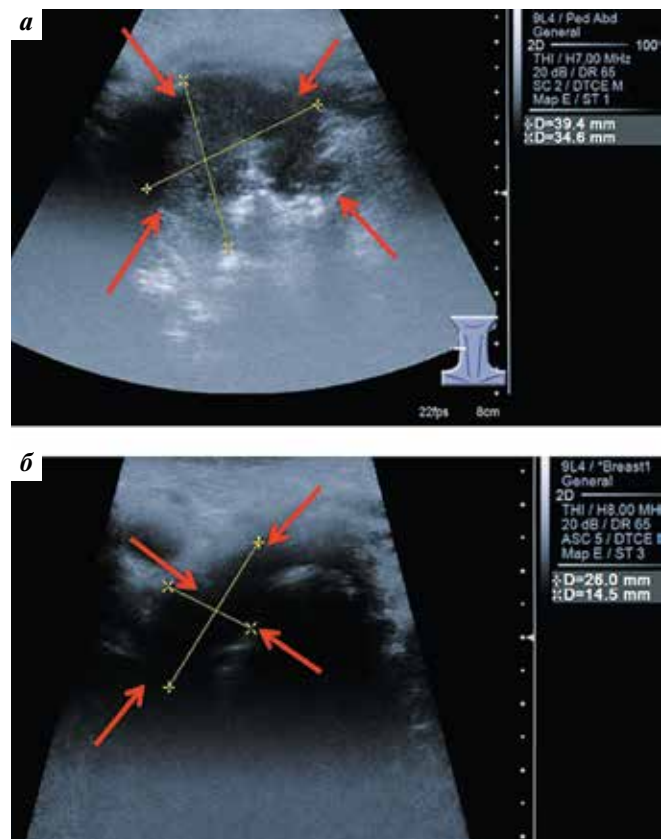 а
9L4 / Ped Abd
General
2D
100%
THI / H7,00 MHz
20 dB / DR 65
SC 2 / DTCE M
Map E / ST 1
D=39.4 mm
D=34.6 mm
22fps
8cm
б
9L4 / *Breast1
General
2D
THI / H8,00 MH
20 dB / DR 65
ASC 5 / DTCE
Map E / ST 3
D=26.0 mm
D=14.5 mm